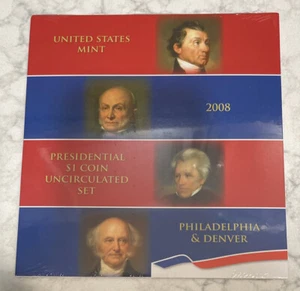 UNITED STATES
MINT
2008
PRESIDENTIAL
$1 COIN
UNCIRCULATED
SET
PHILADELPHIA
& DENVER